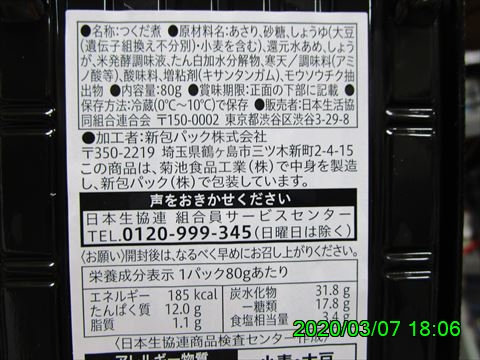 ●名称:つくだ煮 ●原材料名:あさり、砂糖、しょうゆ(大豆
(遺伝子組換え不分別)・小麦を含む)、還元水あめ、しょう
が、米発酵調味液、たん白加水分解物、寒天/調味料(アミ
ノ酸等)、酸味料、増粘剤(キサンタンガム)、モウソウチク抽
出物 ●内容量:80g ●賞味期限:正面の下部に記載 ●
保存方法:冷蔵(0℃～10℃)で保存 ●販売者:日本生活協
同組合連合会 〒150-0002 東京都渋谷区渋谷3-29-8
●加工者:新包パック株式会社
〒350-2219 埼玉県鶴ヶ島市三ツ木新町2-4-15
この商品は、菊池食品工業(株)で中身を製造
し、新包パック(株)で包装しています。
声をおきかせください
日本生協連 組合員サービスセンター
TEL.0120-999-345(日曜日は除く)
〈お願い〉開封後は、なるべく早めにお召し上がりください。
栄養成分表示 1パック80gあたり
エネルギー 185 kcal 炭水化物 31.8 g
たんぱく質 12.0 g ー糖類 17.8 g
脂質 1.1 g 食塩相当量 3.4 g
〈日本生協連商品検査センター作成〉
アレルギー物質 小麦・大豆
2020/03/07 18:06